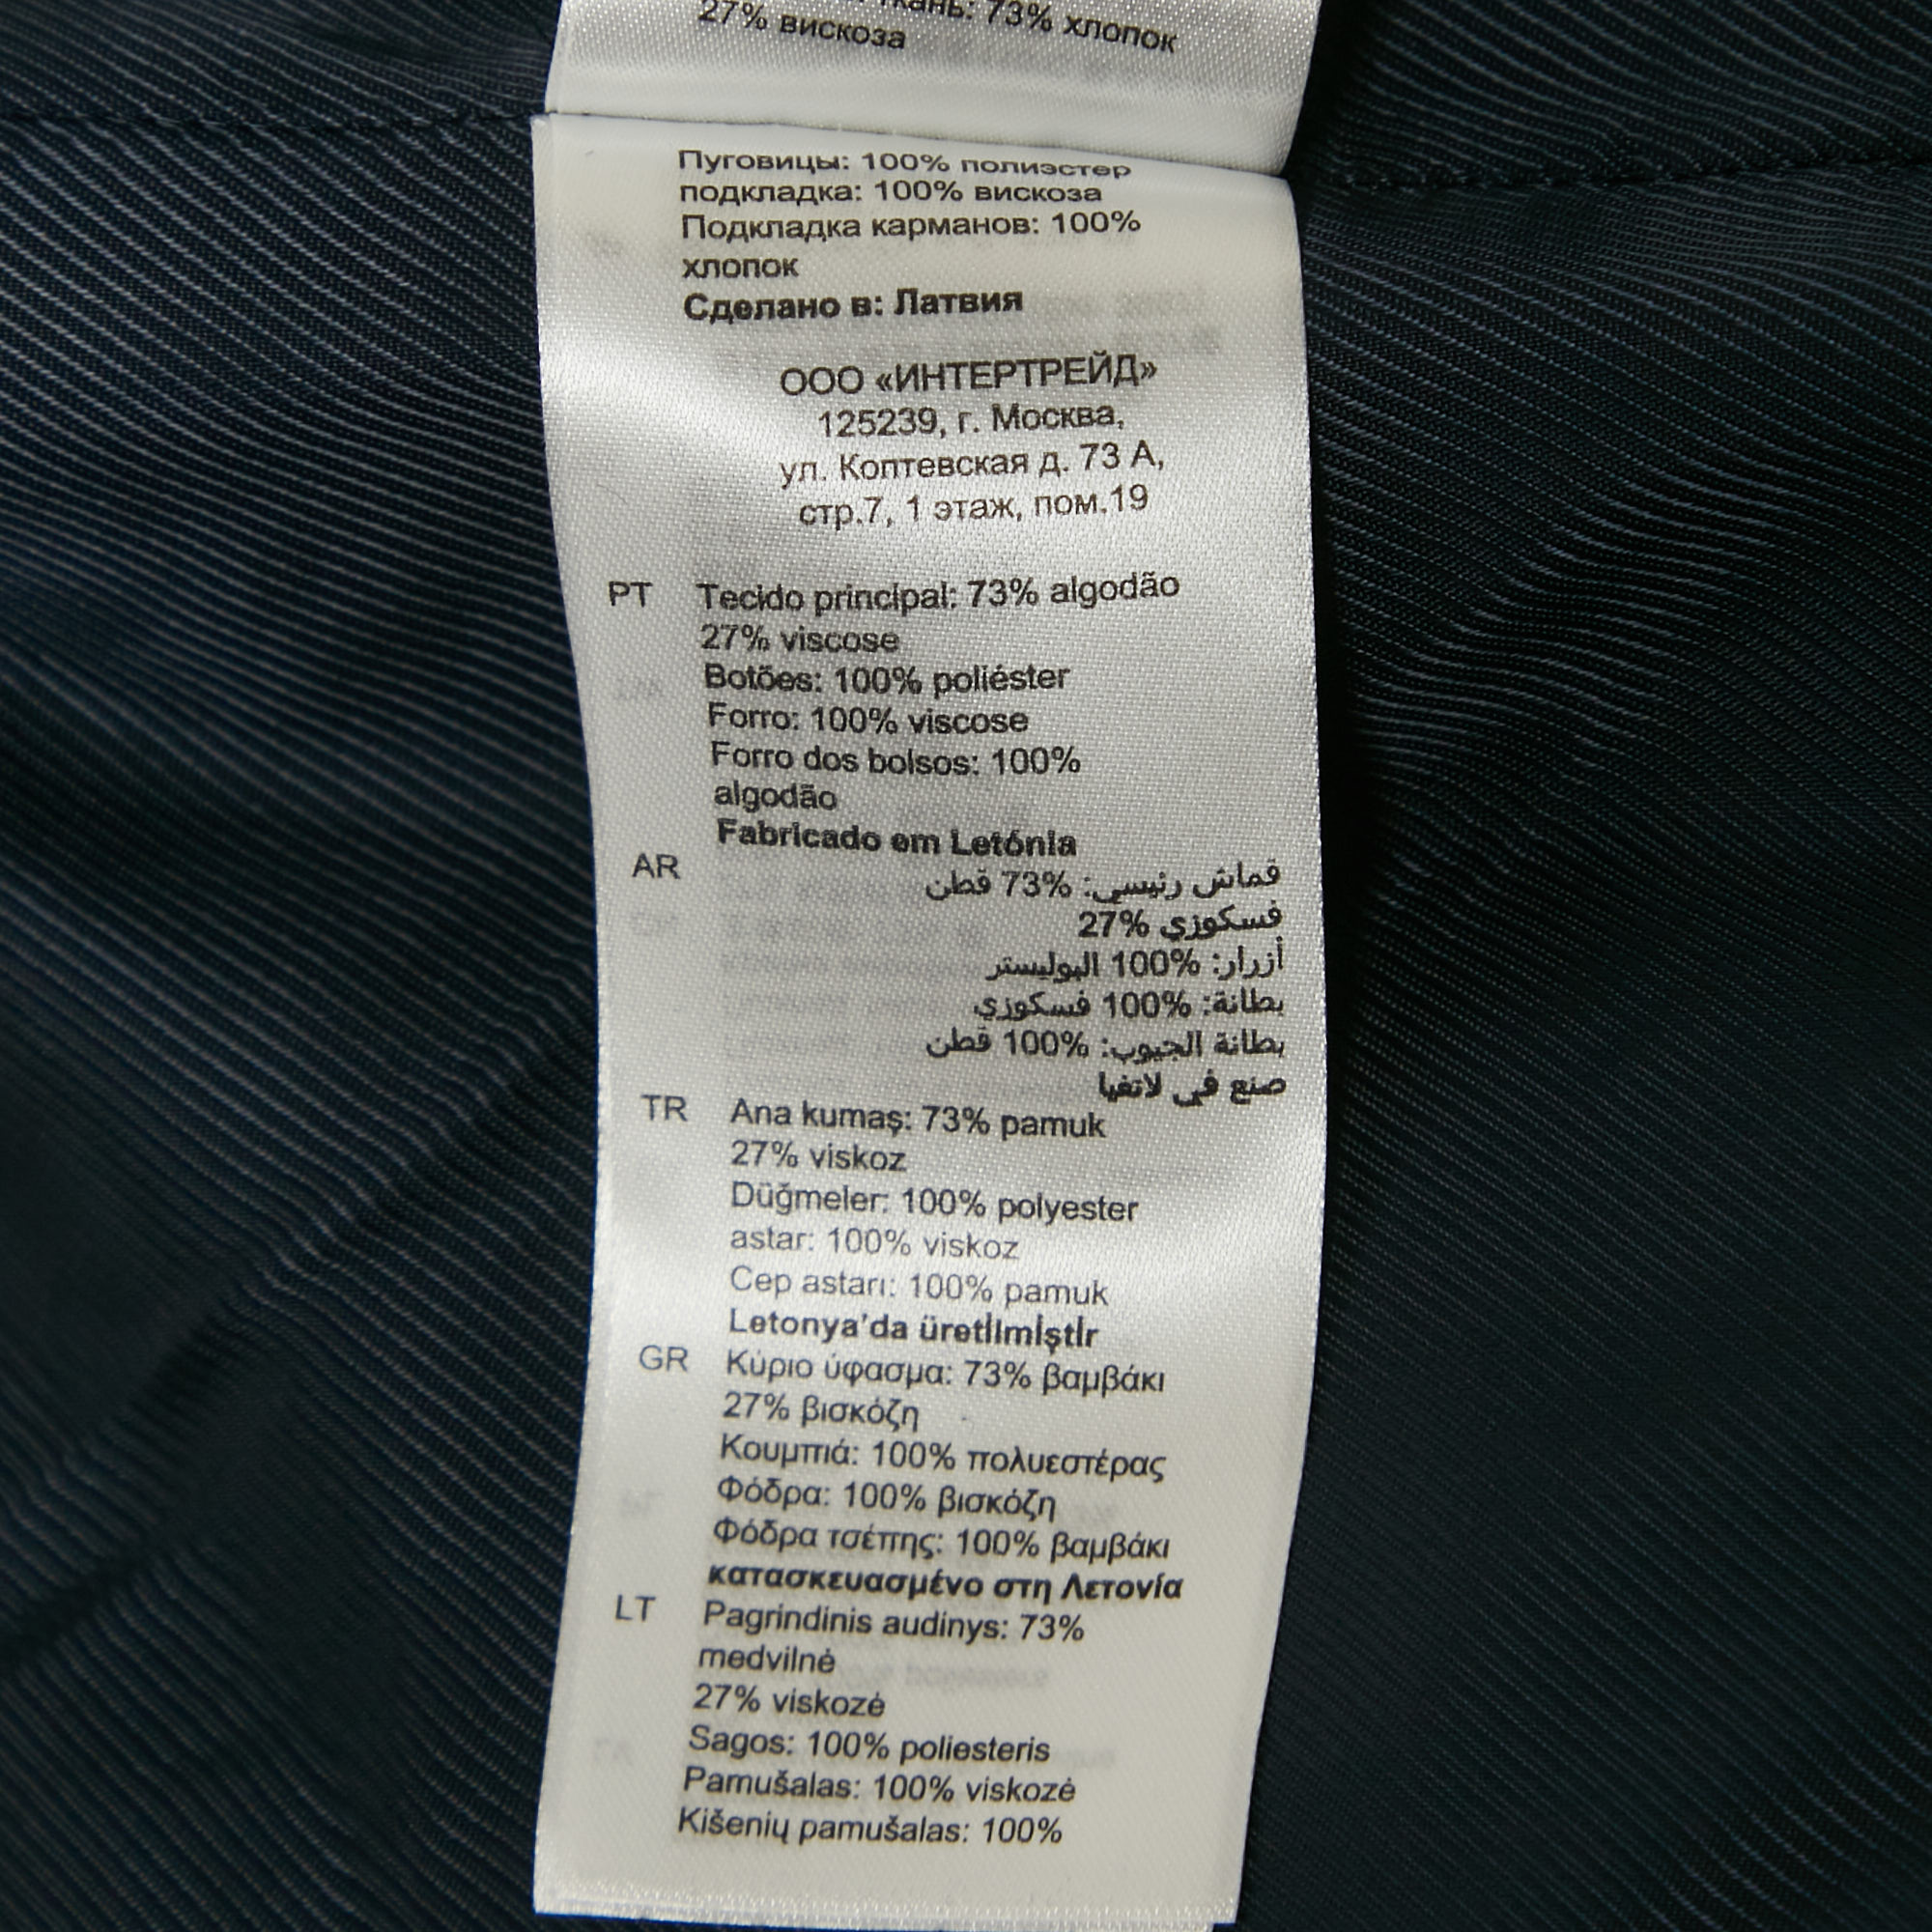 ткань: 73% хлопок
27% вискоза
Пуговицы: 100% полиэстер
подкладка: 100% вискоза
Подкладка карманов: 100%
хлопок
Сделано в: Латвия
ООО «ИНТЕРТРЕЙД»
125239, г. Москва,
ул. Коптевская д. 73 А,
стр.7, 1 этаж, пом.19
PT Tecido principal: 73% algodão
27% viscose
Botões: 100% poliéster
Forro: 100% viscose
Forro dos bolsos: 100%
algodão
Fabricado em Letónia
AR قماش رئيسي: 73% قطن
فسكوزي 27%
أزرار: 100% البوليستر
بطانة: 100% فسكوزي
بطانة الجيوب: 100% قطن
صنع في لاتفيا
TR Ana kumaş: 73% pamuk
27% viskoz
Düğmeler: 100% polyester
astar: 100% viskoz
Cep astarı: 100% pamuk
Letonya'da üretilmiştir
GR Κύριο ύφασμα: 73% βαμβάκι
27% βισκόζη
Κουμπιά: 100% πολυεστέρας
Φόδρα: 100% βισκόζη
Φόδρα τσέπης: 100% βαμβάκι
κατασκευασμένο στη Λετονία
LT Pagrindinis audinys: 73%
medvilnė
27% viskozė
Sagos: 100% poliesteris
Pamušalas: 100% viskozė
Kišenių pamušalas: 100%